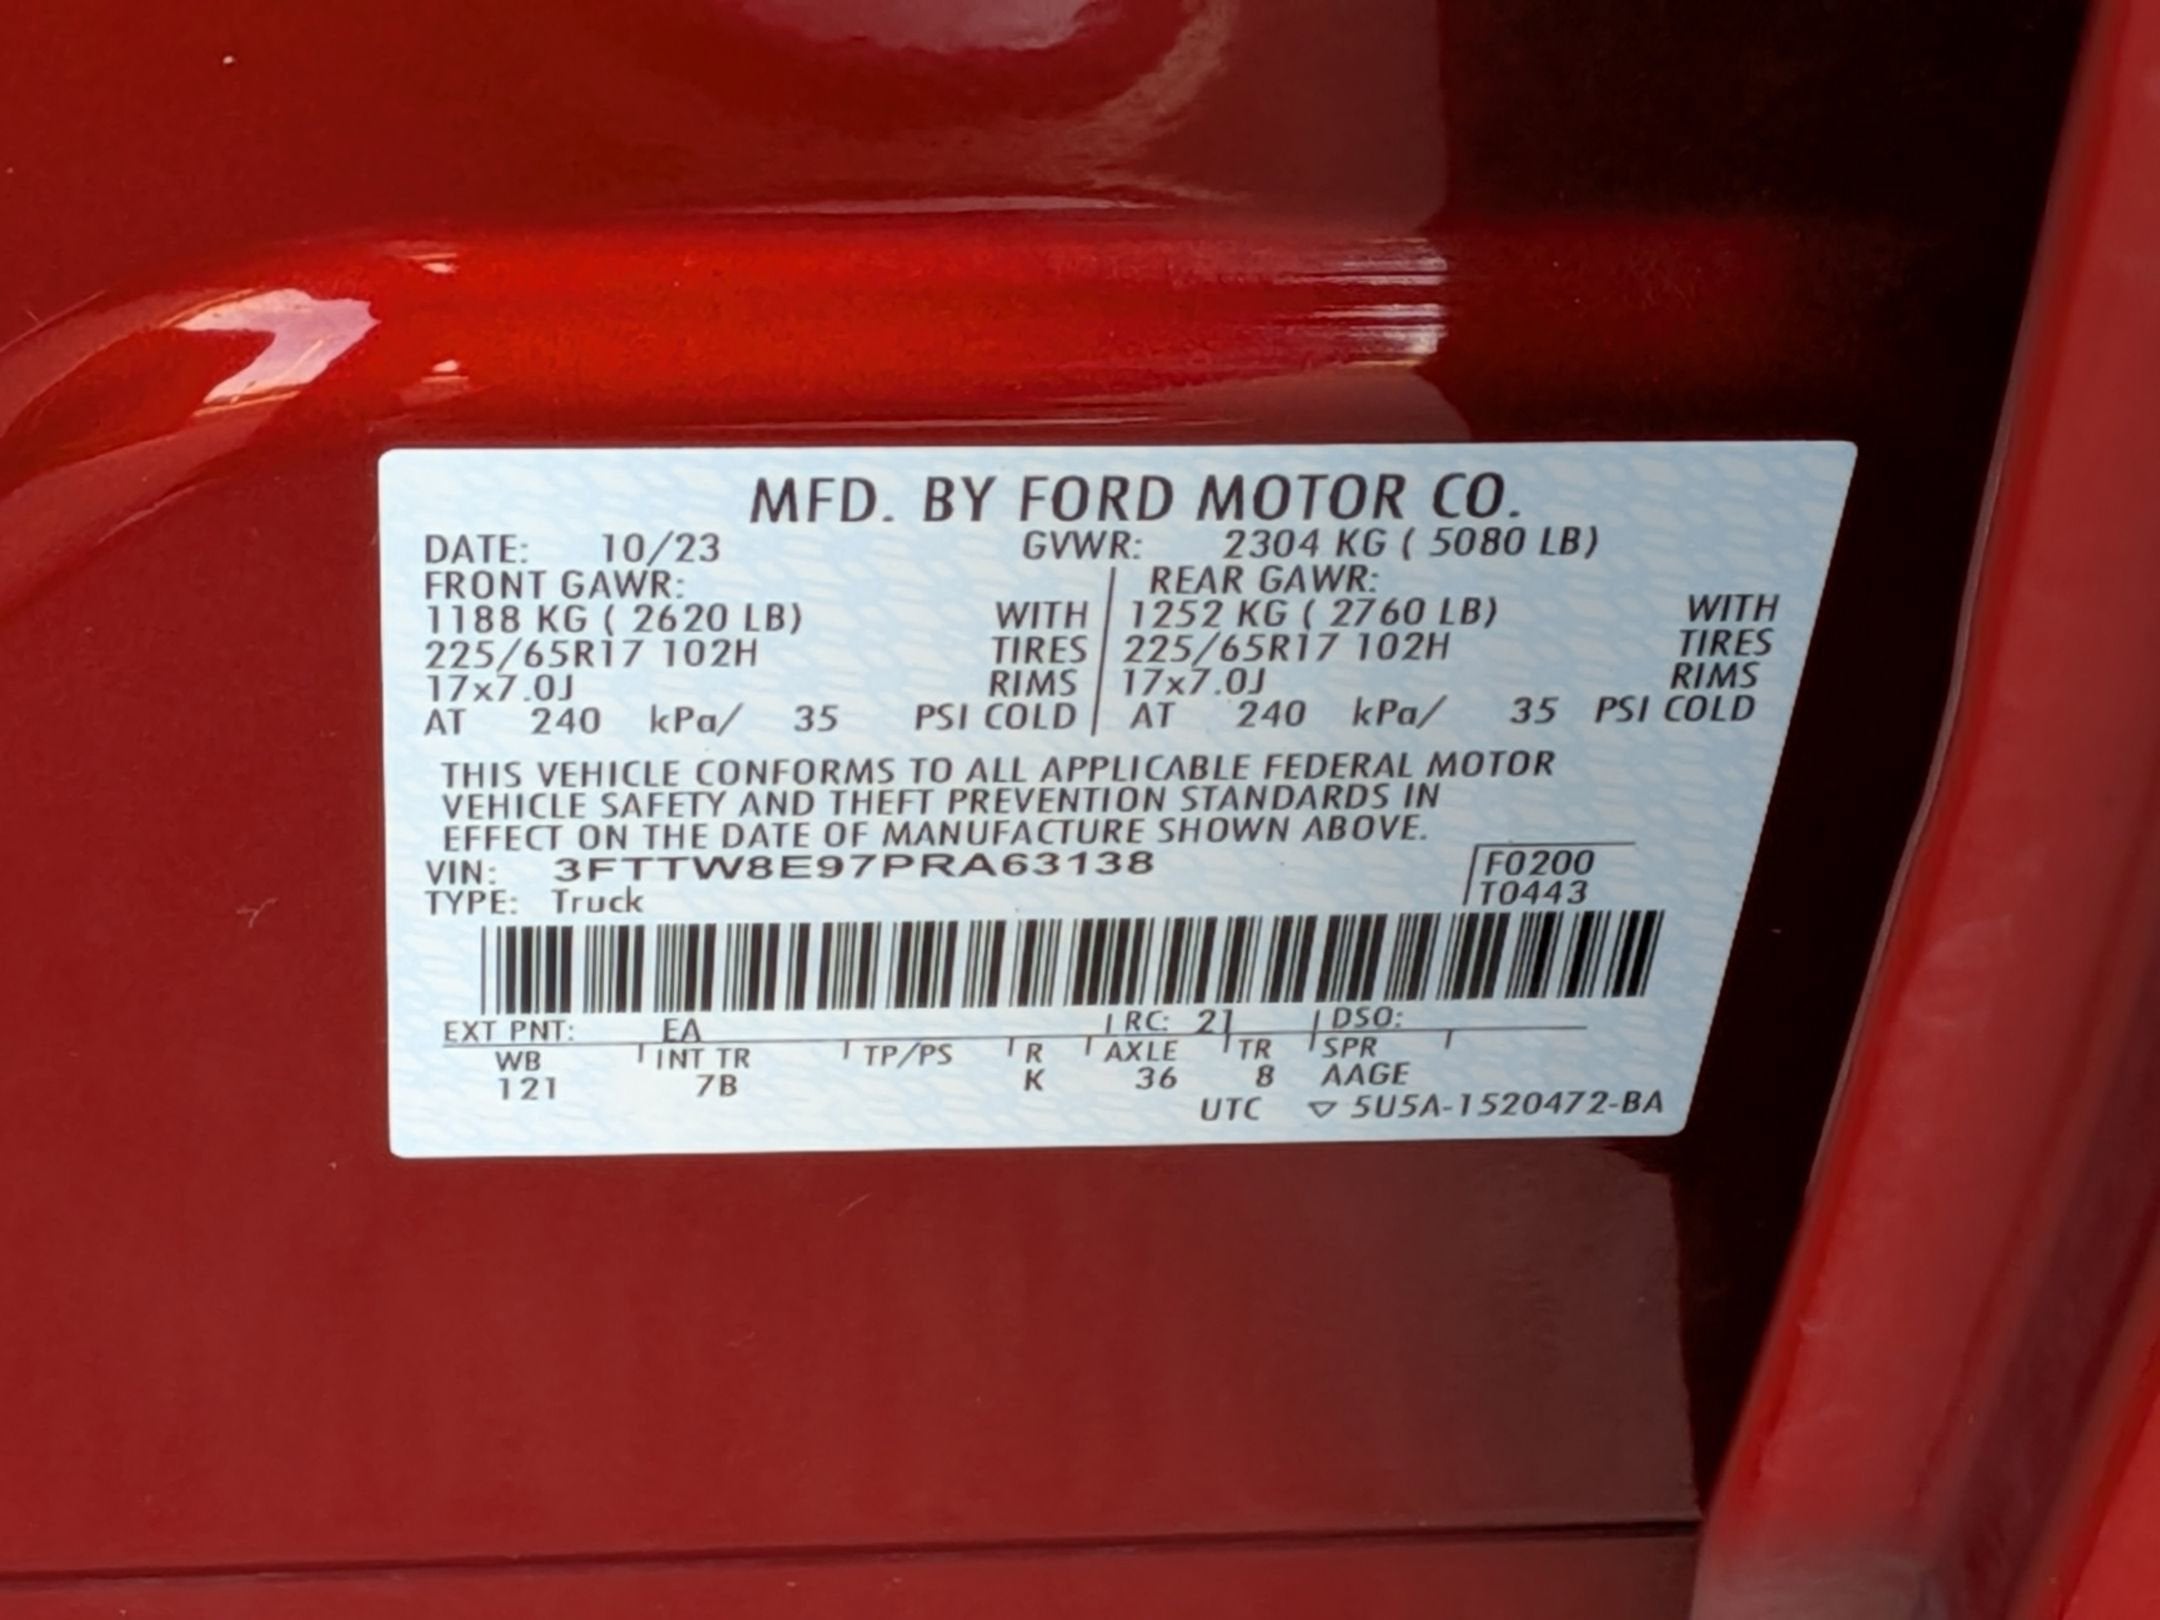 MFD. BY FORD MOTOR CO.
DATE: 10/23 GVWR: 2304 KG ( 5080 LB)
FRONT GAWR: REAR GAWR:
1188 KG ( 2620 LB) WITH 1252 KG ( 2760 LB) WITH
225/65R17 102H TIRES 225/65R17 102H TIRES
17x7.0J RIMS 17x7.0J RIMS
AT 240 kPa/ 35 PSI COLD AT 240 kPa/ 35 PSI COLD
THIS VEHICLE CONFORMS TO ALL APPLICABLE FEDERAL MOTOR
VEHICLE SAFETY AND THEFT PREVENTION STANDARDS IN
EFFECT ON THE DATE OF MANUFACTURE SHOWN ABOVE.
VIN: 3FTTW8E97PRA63138 F0200
TYPE: Truck T0443
EXT PNT: EA RC: 21 DSO:
WB INT TR TP/PS R AXLE TR SPR
121 7B K 36 8 AAGE
UTC ▽ 5U5A-1520472-BA